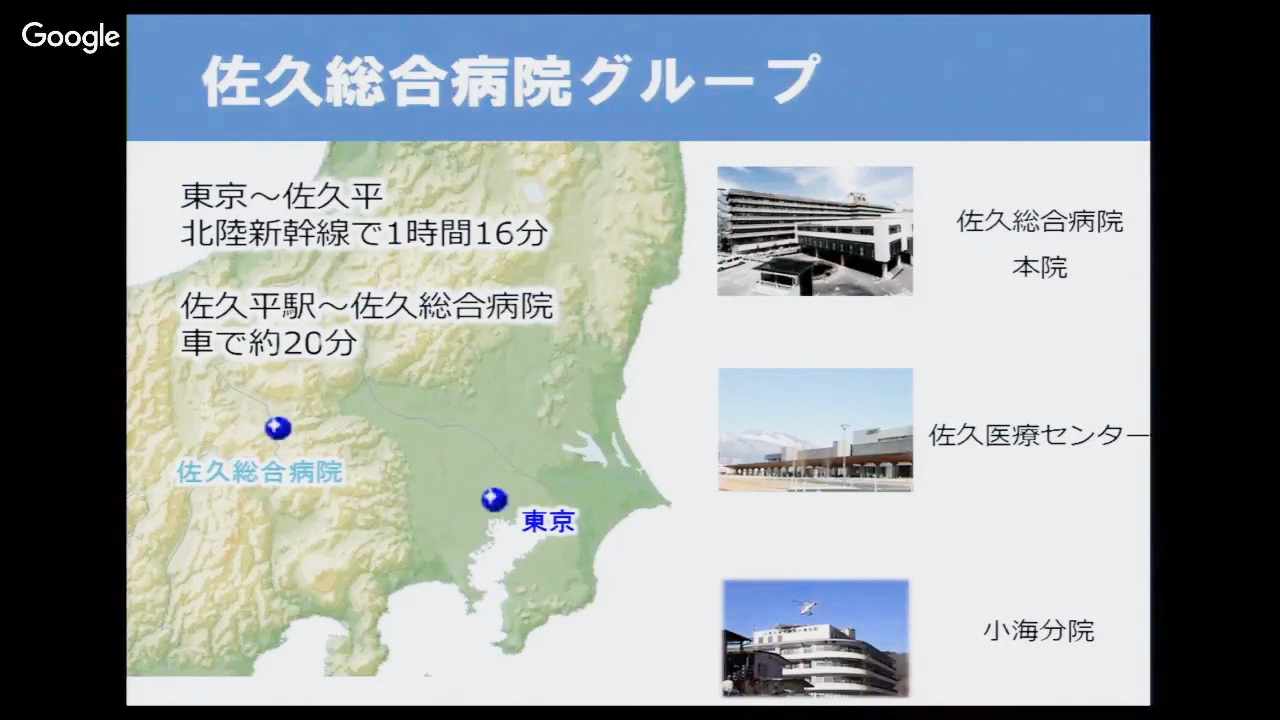 Google
佐久総合病院グループ
東京～佐久平
北陸新幹線で1時間16分
佐久平駅～佐久総合病院
車で約20分
佐久総合病院
東京
佐久総合病院
本院
佐久医療センター
小海分院